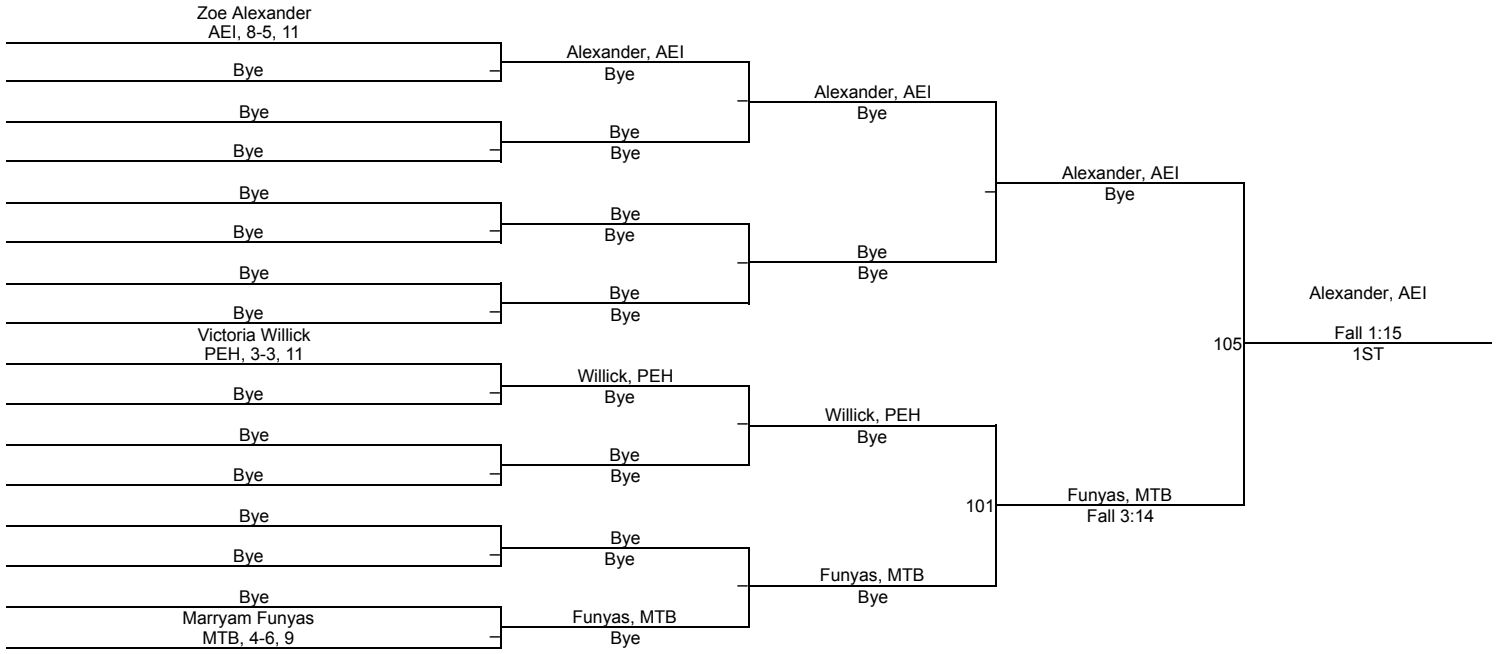 Zoe Alexander
AEI, 8-5, 11
Bye
Bye
Bye
Bye
Bye
Bye
Bye
Victoria Willick
PEH, 3-3, 11
Bye
Bye
Bye
Bye
Bye
Bye
Marryam Funyas
MTB, 4-6, 9
Alexander, AEI
Bye
Bye
Bye
Bye
Bye
Bye
Bye
Willick, PEH
Bye
Bye
Bye
Bye
Bye
Funyas, MTB
Bye
Alexander, AEI
Bye
Bye
Bye
Willick, PEH
Bye
Funyas, MTB
Bye
101
Alexander, AEI
Bye
Funyas, MTB
Fall 3:14
105
Alexander, AEI
Fall 1:15
1ST